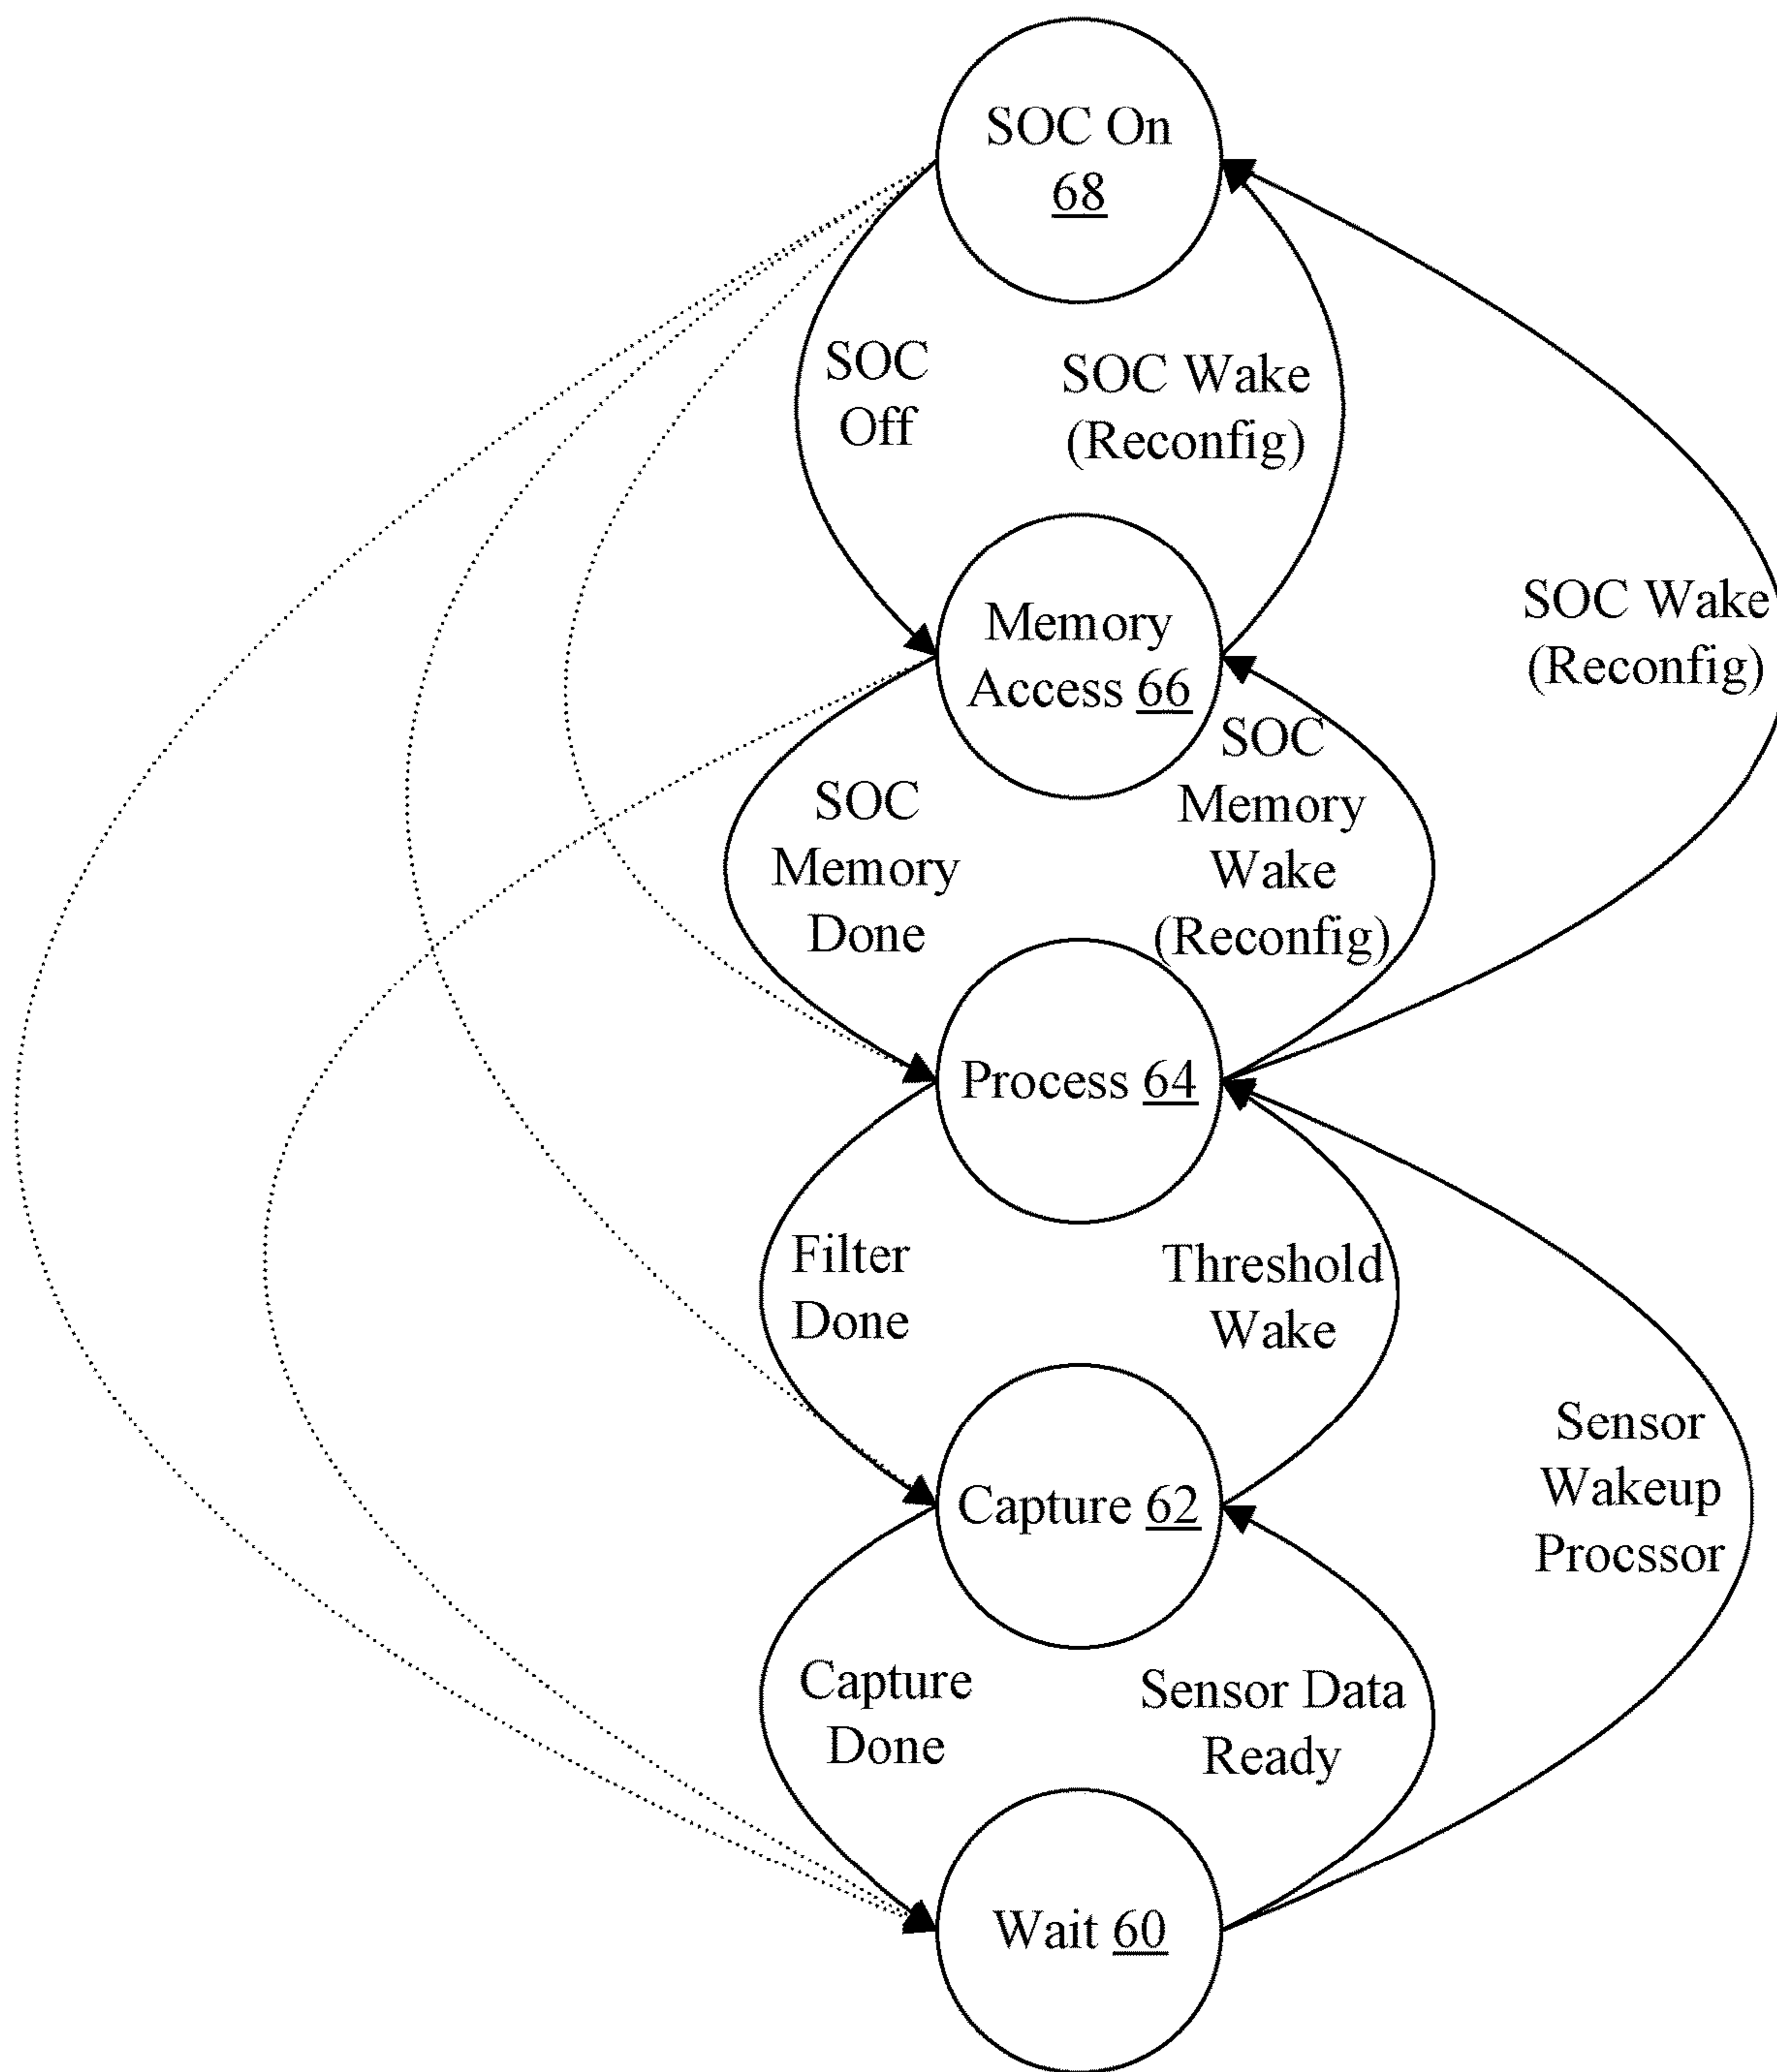 SOC On
68
SOC
Off
SOC Wake
(Reconfig)
SOC Wake
(Reconfig)
Memory
Access 66
SOC
Memory
Done
SOC
Memory
Wake
(Reconfig)
Process 64
Filter
Done
Threshold
Wake
Sensor
Wakeup
Procssor
Capture 62
Capture
Done
Sensor Data
Ready
Wait 60